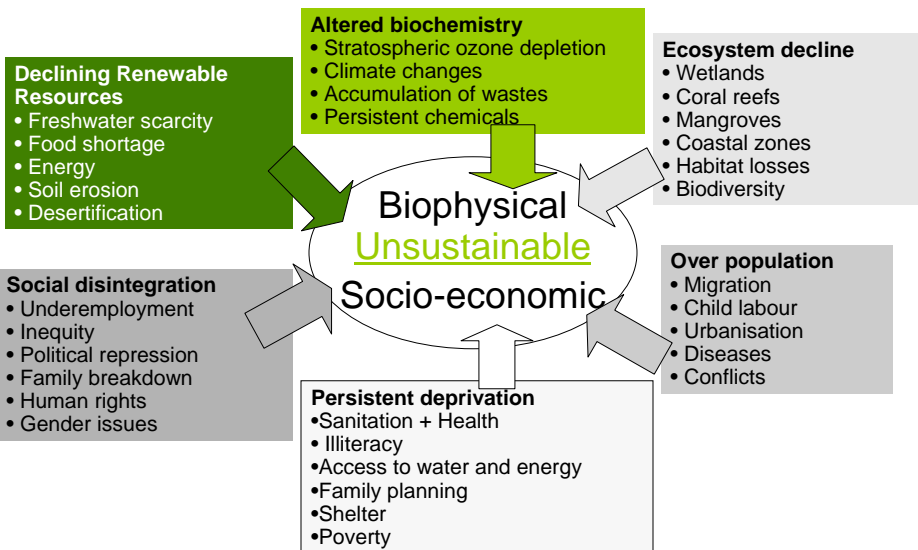 Altered biochemistry
• Stratospheric ozone depletion
• Climate changes
• Accumulation of wastes
• Persistent chemicals
Declining Renewable
Resources
• Freshwater scarcity
• Food shortage
• Energy
• Soil erosion
• Desertification
Ecosystem decline
• Wetlands
• Coral reefs
• Mangroves
• Coastal zones
• Habitat losses
• Biodiversity
Biophysical
Unsustainable
Socio-economic
Social disintegration
• Underemployment
• Inequity
• Political repression
• Family breakdown
• Human rights
• Gender issues
Over population
• Migration
• Child labour
• Urbanisation
• Diseases
• Conflicts
Persistent deprivation
•Sanitation + Health
• Illiteracy
•Access to water and energy
•Family planning
•Shelter
•Poverty